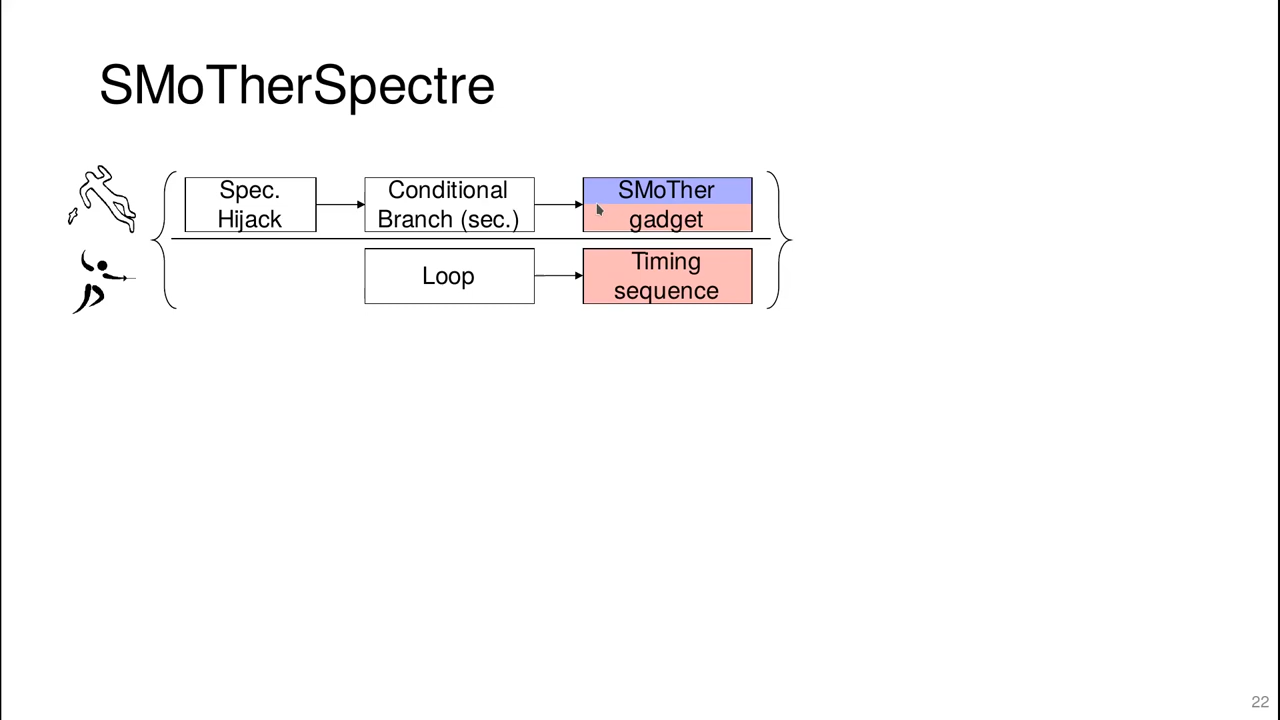 SMoTherSpectre
Spec.
Hijack
Conditional
Branch (sec.)
SMoTher
gadget
Loop
Timing
sequence
22